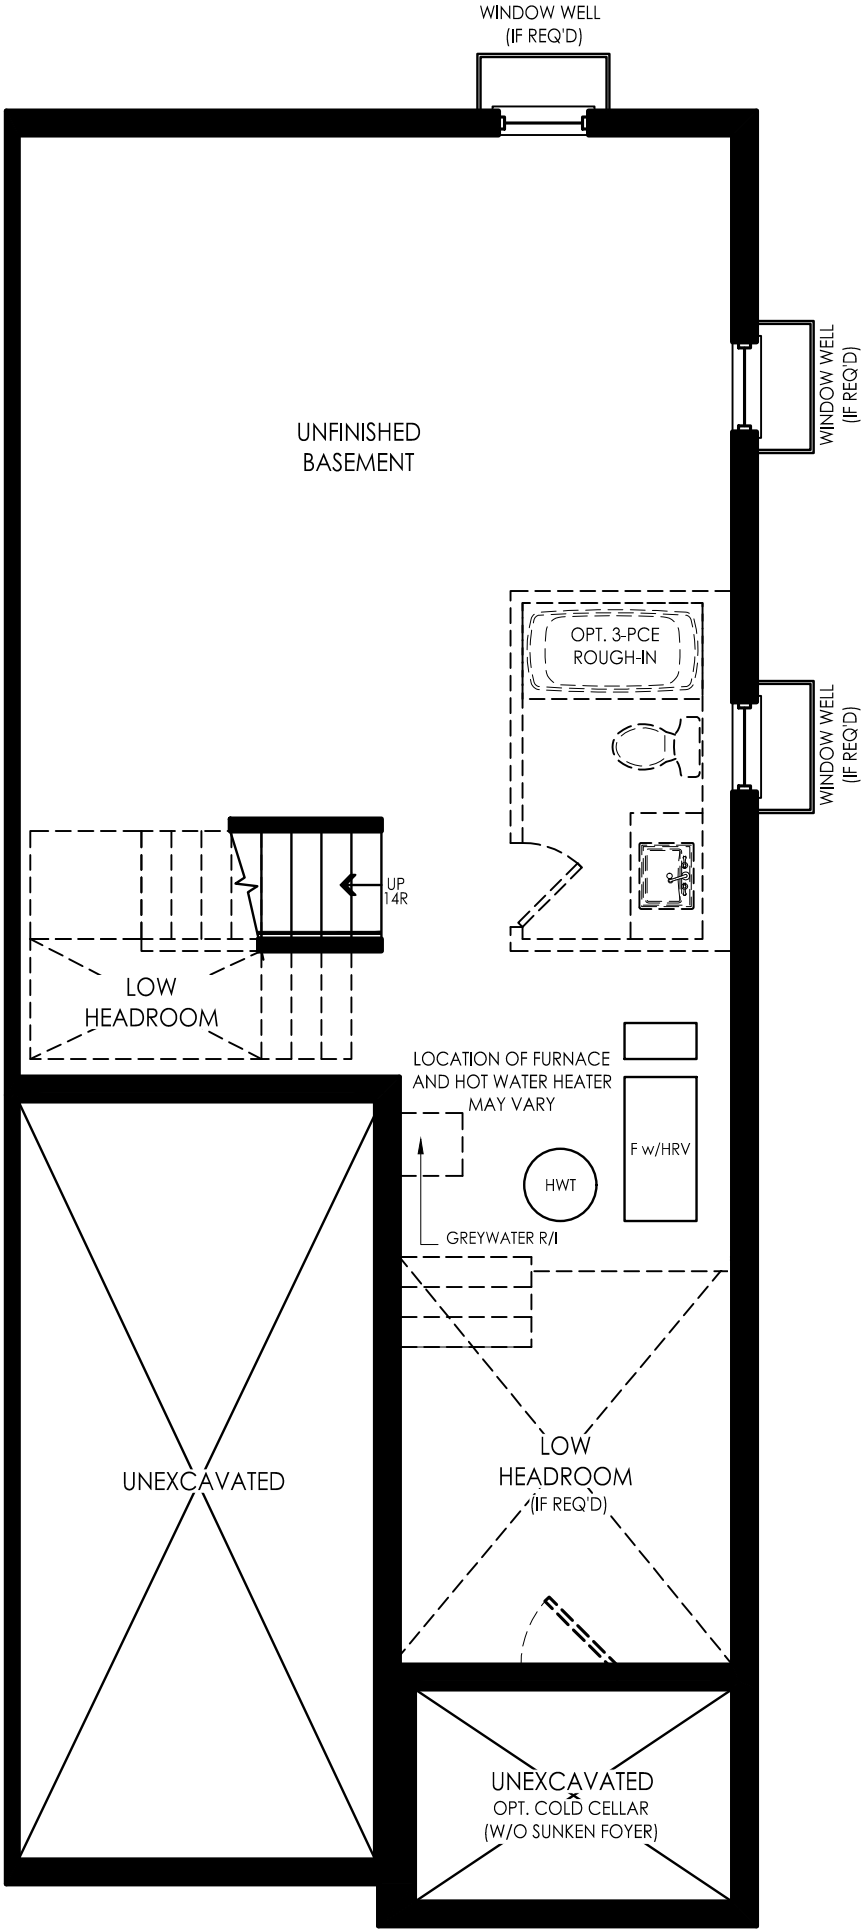 WINDOW WELL
(IF REQ'D)
WINDOW WELL
(IF REQ'D)
UNFINISHED
BASEMENT
OPT. 3-PCE
ROUGH-IN
WINDOW WELL
(IF REQ'D)
UP
14R
LOW
HEADROOM
LOCATION OF FURNACE
AND HOT WATER HEATER
MAY VARY
F w/HRV
HWT
GREYWATER R/I
LOW
HEADROOM
(IF REQ'D)
UNEXCAVATED
UNEXCAVATED
OPT. COLD CELLAR
(W/O SUNKEN FOYER)